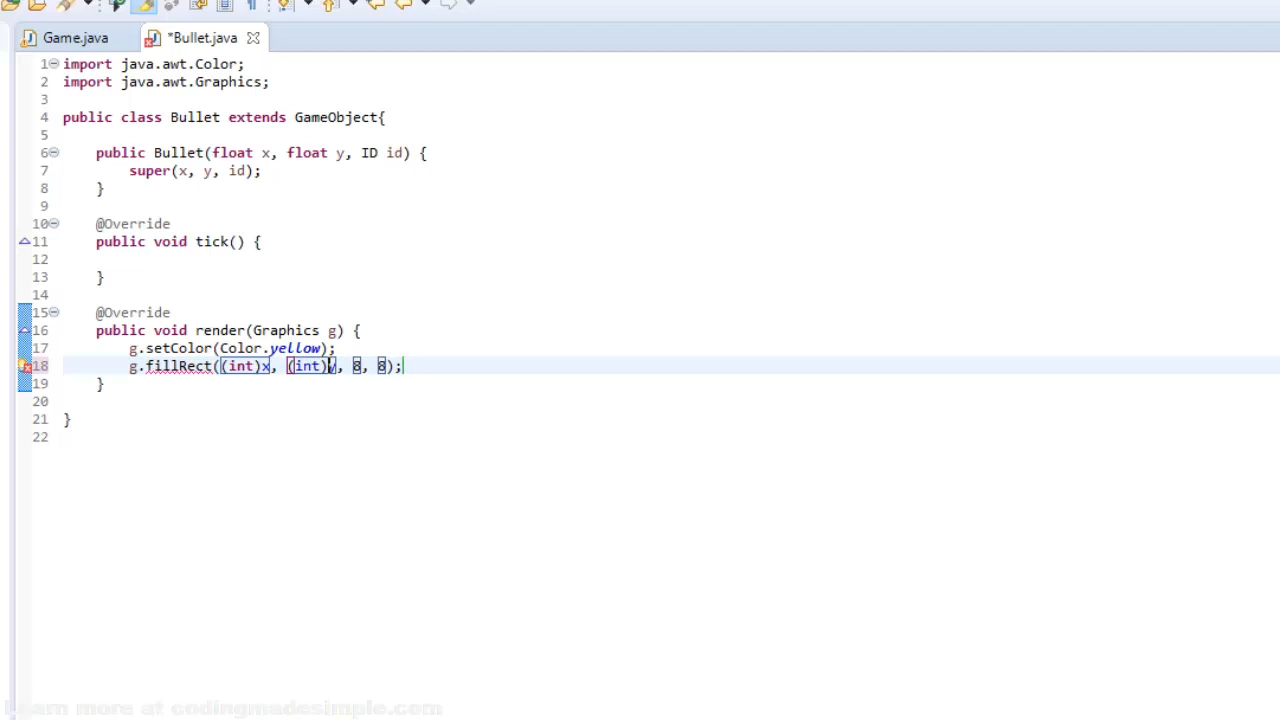 Game.java *Bullet.java
1 import java.awt.Color;
2 import java.awt.Graphics;
3
4 public class Bullet extends GameObject{
5
6 public Bullet(float x, float y, ID id) {
7 super(x, y, id);
8 }
9
10 @Override
11 public void tick() {
12
13 }
14
15 @Override
16 public void render(Graphics g) {
17 g.setColor(Color.yellow);
18 g.fillRect((int)x, (int)y, 8, 8);
19 }
20
21 }
22
Learn more at codingmadesimple.com